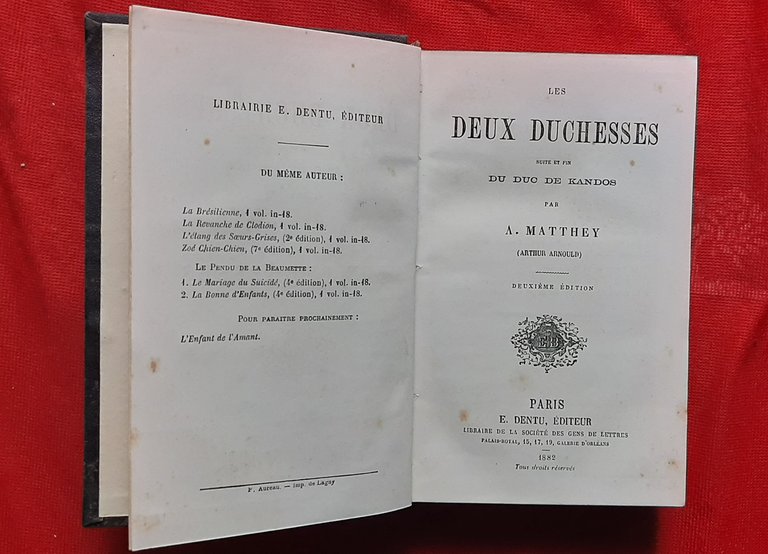 LIBRAIRIE E. DENTU, ÉDITEUR
DU MÊME AUTEUR :
La Brésilienne, 1 vol. in-18.
La Revanche de Clodion, 1 vol. in-18.
L'étang des Sœurs-Grises, (2e édition), 1 vol. in-18.
Zoé Chien-Chien, (7e édition), 1 vol. in-18.
LE PENDU DE LA BEAUMETTE :
1. Le Mariage du Suicidé, (4e édition), 1 vol. in-18.
2. La Bonne d'Enfants, (4e édition), 1 vol. in-18.
POUR PARAITRE PROCHAINEMENT :
L'Enfant de l'Amant.
F. Aureau. — Imp. de Lagny
LES
DEUX DUCHESSES
SUITE ET FIN
DU DUC DE KANDOS
PAR
A. MATTHEY
(ARTHUR ARNOULD)
DEUXIÈME ÉDITION
PARIS
E. DENTU, ÉDITEUR
LIBRAIRE DE LA SOCIÉTÉ DES GENS DE LETTRES
PALAIS-ROYAL, 15, 17, 19, GALERIE D'ORLÉANS
1882
Tous droits réservés